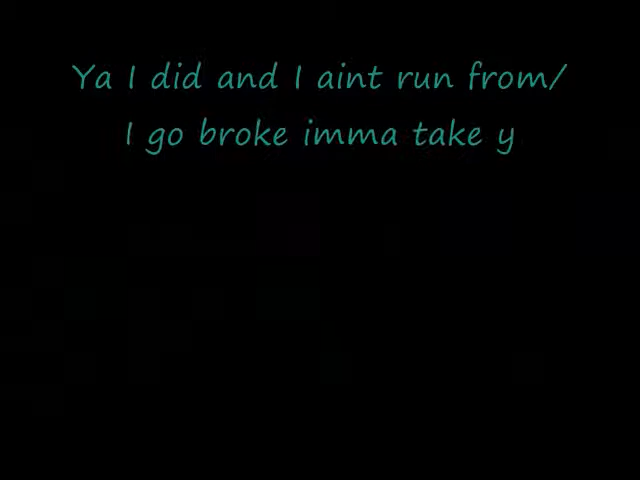 Ya I did and I aint run from/
I go broke imma take y